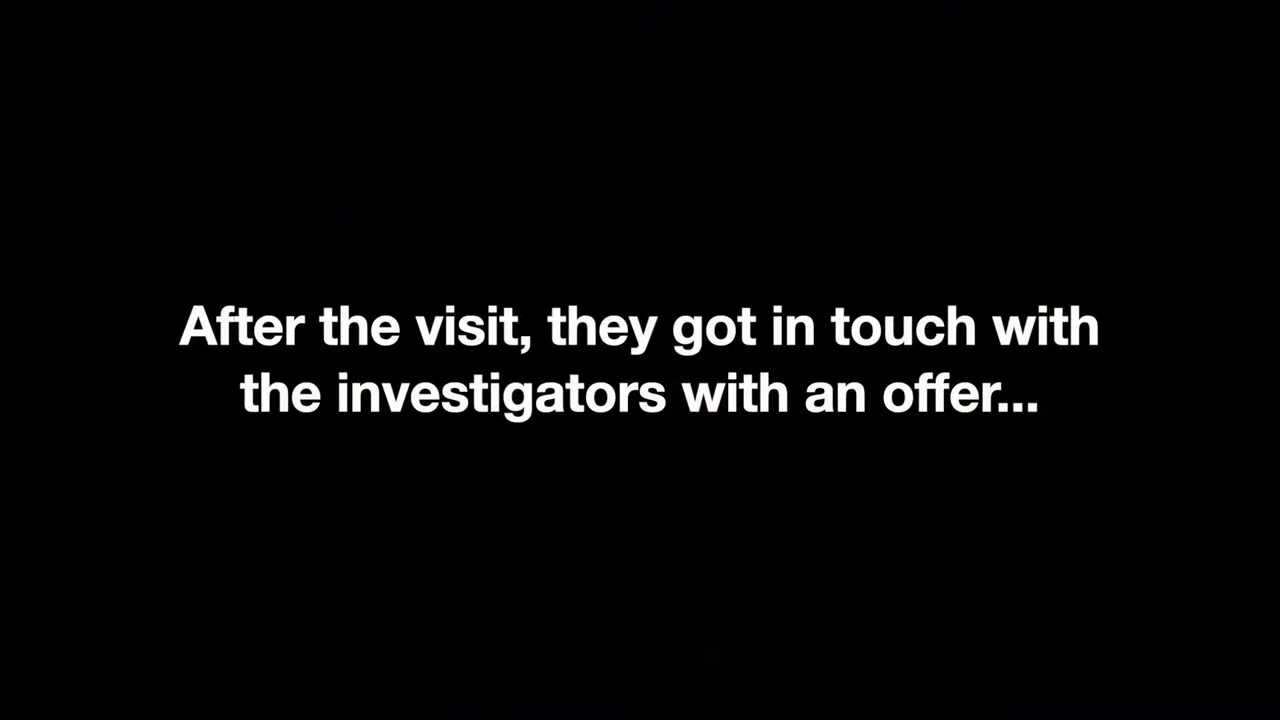 After the visit, they got in touch with
the investigators with an offer...